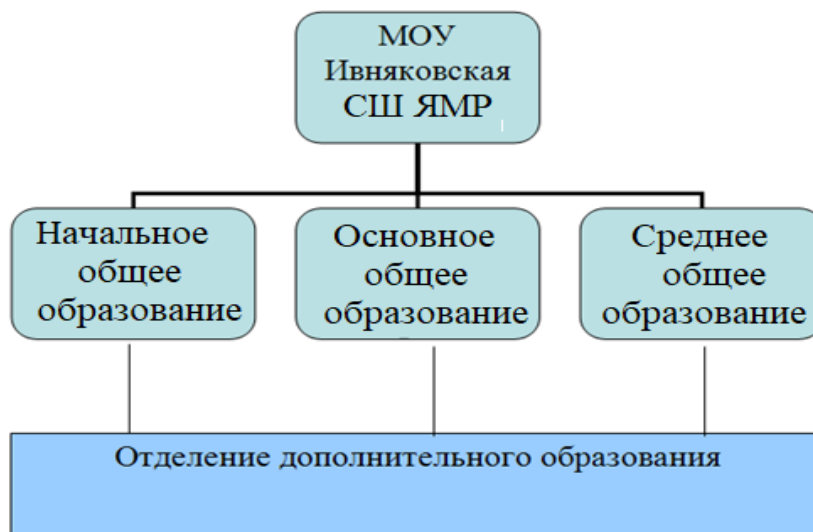 МОУ
Ивняковская
СШ ЯМР
Начальное
общее
образование
Основное
общее
образование
Среднее
общее
образование
Отделение дополнительного образования